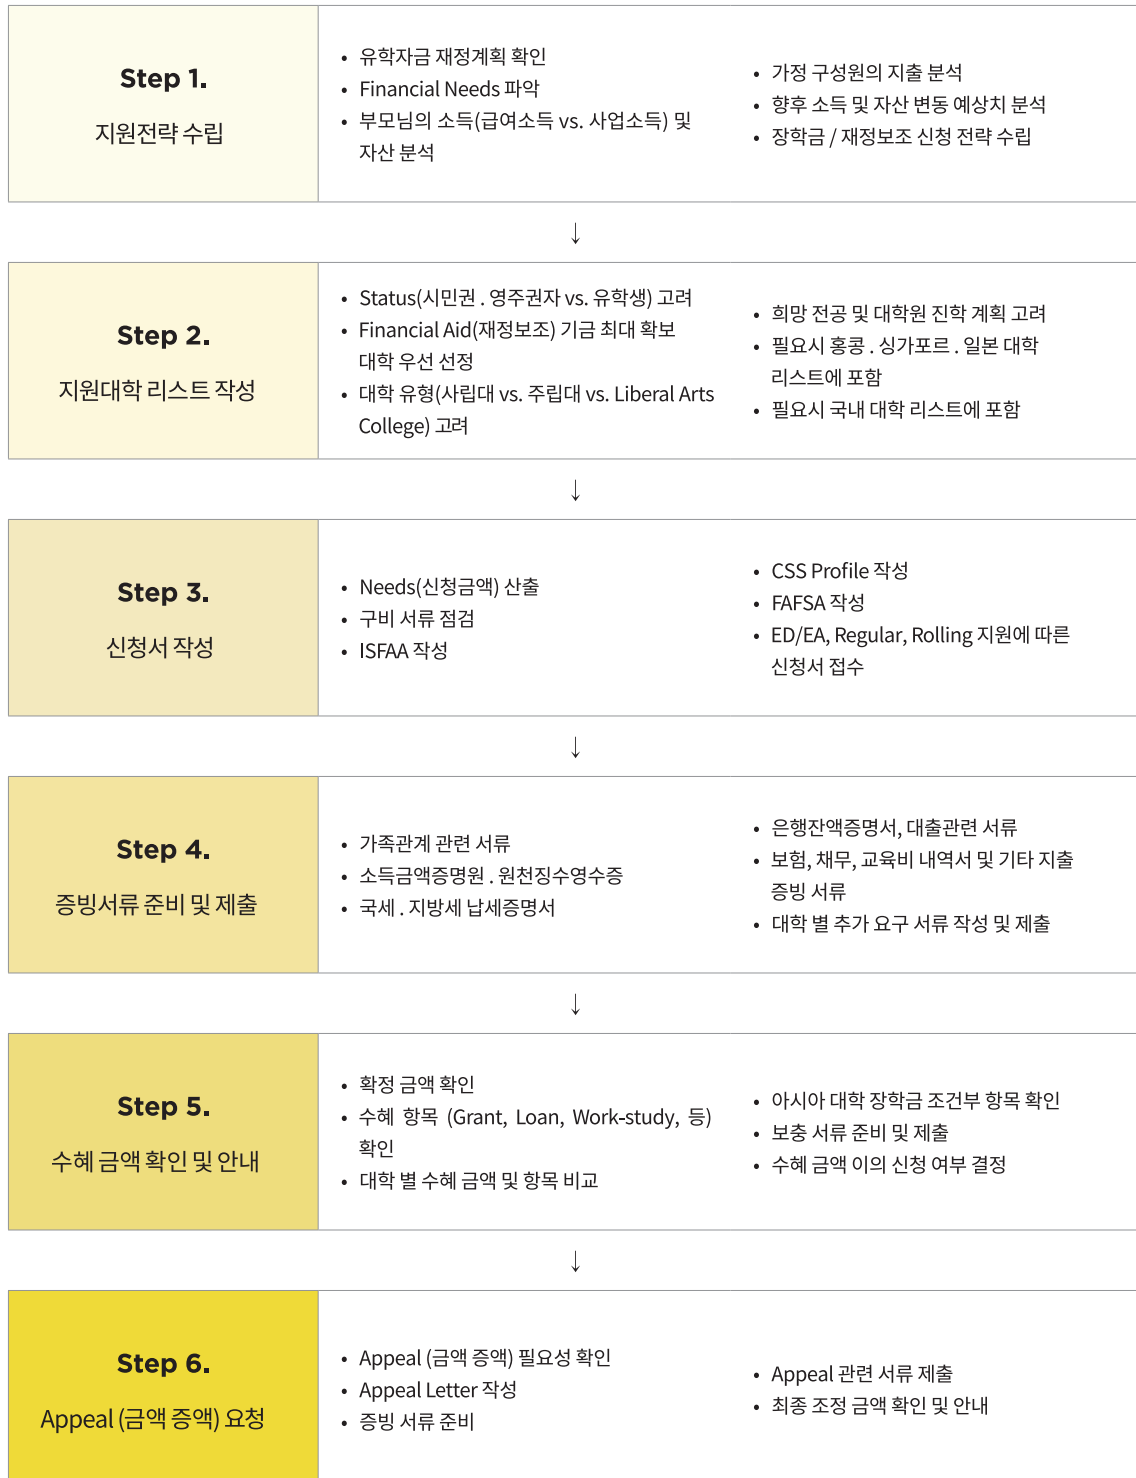 Step 1.
지원전략 수립
• 유학자금 재정계획 확인
• Financial Needs 파악
• 부모님의 소득(급여소득 vs. 사업소득) 및
자산 분석
• 가정 구성원의 지출 분석
• 향후 소득 및 자산 변동 예상치 분석
• 장학금 / 재정보조 신청 전략 수립
↓
Step 2.
지원대학 리스트 작성
• Status(시민권 . 영주권자 vs. 유학생) 고려
• Financial Aid(재정보조) 기금 최대 확보
대학 우선 선정
• 대학 유형(사립대 vs. 주립대 vs. Liberal Arts
College) 고려
• 희망 전공 및 대학원 진학 계획 고려
• 필요시 홍콩 . 싱가포르 . 일본 대학
리스트에 포함
• 필요시 국내 대학 리스트에 포함
↓
Step 3.
신청서 작성
• Needs(신청금액) 산출
• 구비 서류 점검
• ISFAA 작성
• CSS Profile 작성
• FAFSA 작성
• ED/EA, Regular, Rolling 지원에 따른
신청서 접수
↓
Step 4.
증빙서류 준비 및 제출
• 가족관계 관련 서류
• 소득금액증명원 . 원천징수영수증
• 국세 . 지방세 납세증명서
• 은행잔액증명서, 대출관련 서류
• 보험, 채무, 교육비 내역서 및 기타 지출
증빙 서류
• 대학 별 추가 요구 서류 작성 및 제출
↓
Step 5.
수혜 금액 확인 및 안내
• 확정 금액 확인
• 수혜 항목 (Grant, Loan, Work-study, 등)
확인
• 대학 별 수혜 금액 및 항목 비교
• 아시아 대학 장학금 조건부 항목 확인
• 보충 서류 준비 및 제출
• 수혜 금액 이의 신청 여부 결정
↓
Step 6.
Appeal (금액 증액) 요청
• Appeal (금액 증액) 필요성 확인
• Appeal Letter 작성
• 증빙 서류 준비
• Appeal 관련 서류 제출
• 최종 조정 금액 확인 및 안내